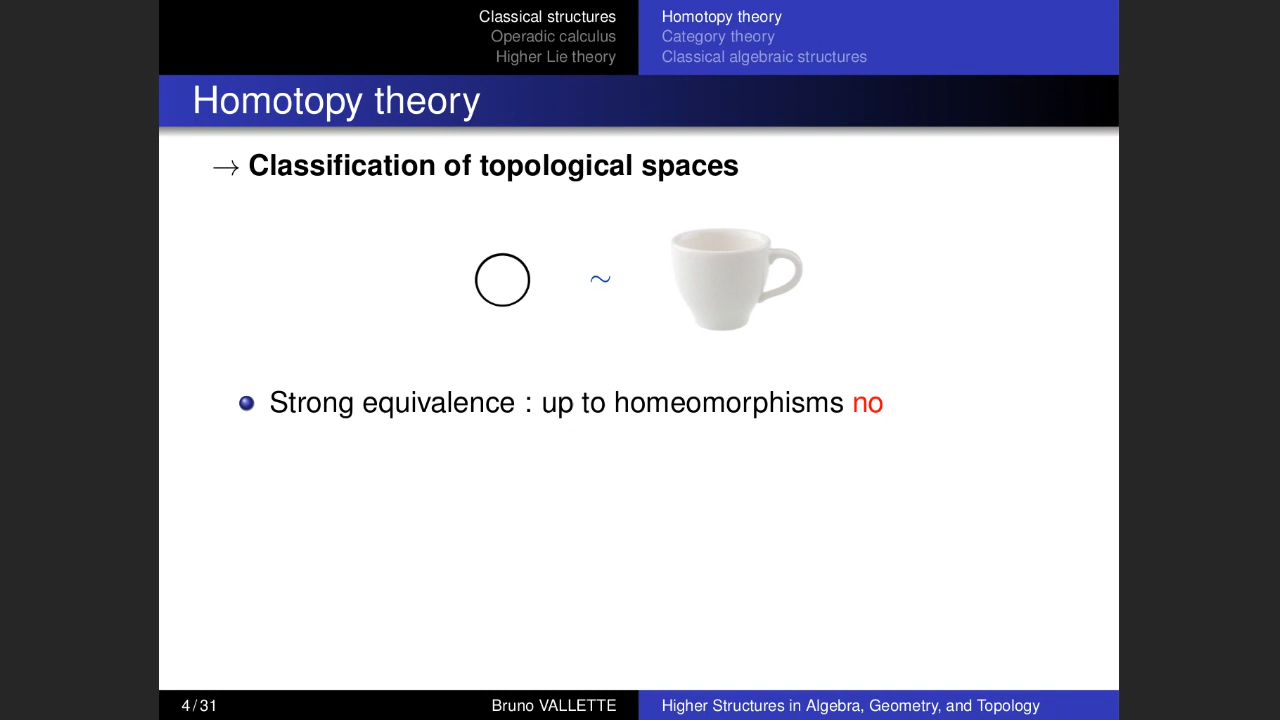 Classical structures
Operadic calculus
Higher Lie theory
Homotopy theory
Category theory
Classical algebraic structures
Homotopy theory
→ Classification of topological spaces
∼
Strong equivalence : up to homeomorphisms no
4/31
Bruno VALLETTE
Higher Structures in Algebra, Geometry, and Topology